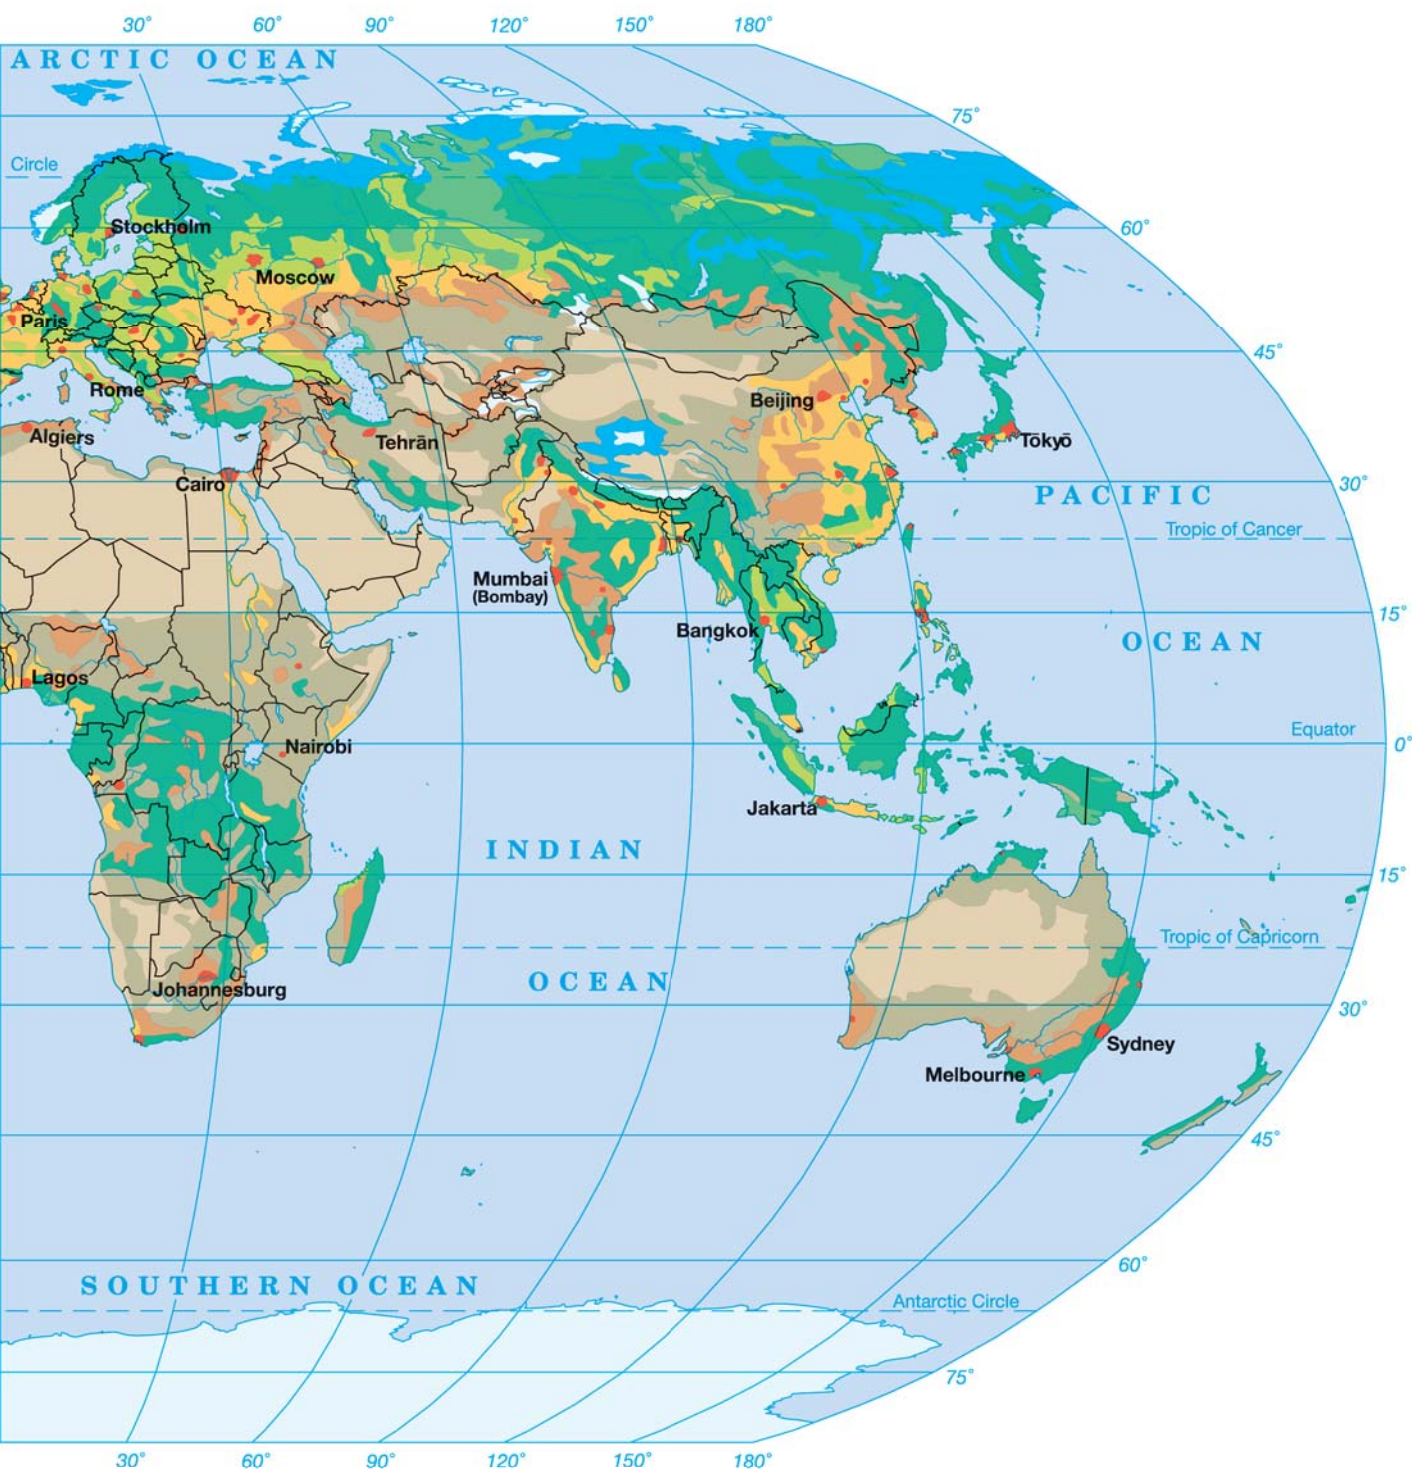 30° 60° 90° 120° 150° 180°
ARCTIC OCEAN
75°
Circle
60°
Stockholm
Moscow
Paris
45°
Rome
Beijing
Algiers
Tehrān
Tōkyō
Cairo
30°
PACIFIC
Tropic of Cancer
Mumbai
(Bombay)
15°
Bangkok
OCEAN
Lagos
Equator
Nairobi
0°
Jakarta
INDIAN
15°
Tropic of Capricorn
OCEAN
Johannesburg
30°
Sydney
Melbourne
45°
60°
SOUTHERN OCEAN
Antarctic Circle
75°
30° 60° 90° 120° 150° 180°